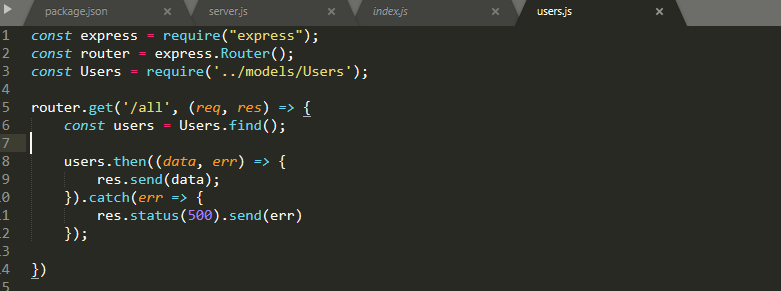 package.json × server.js × index.js × users.js ×
1 const express = require("express");
2 const router = express.Router();
3 const Users = require('../models/Users');
4
5 router.get('/all', (req, res) => {
6 const users = Users.find();
7
8 users.then((data, err) => {
9 res.send(data);
10 }).catch(err => {
11 res.status(500).send(err)
12 });
13
14 })